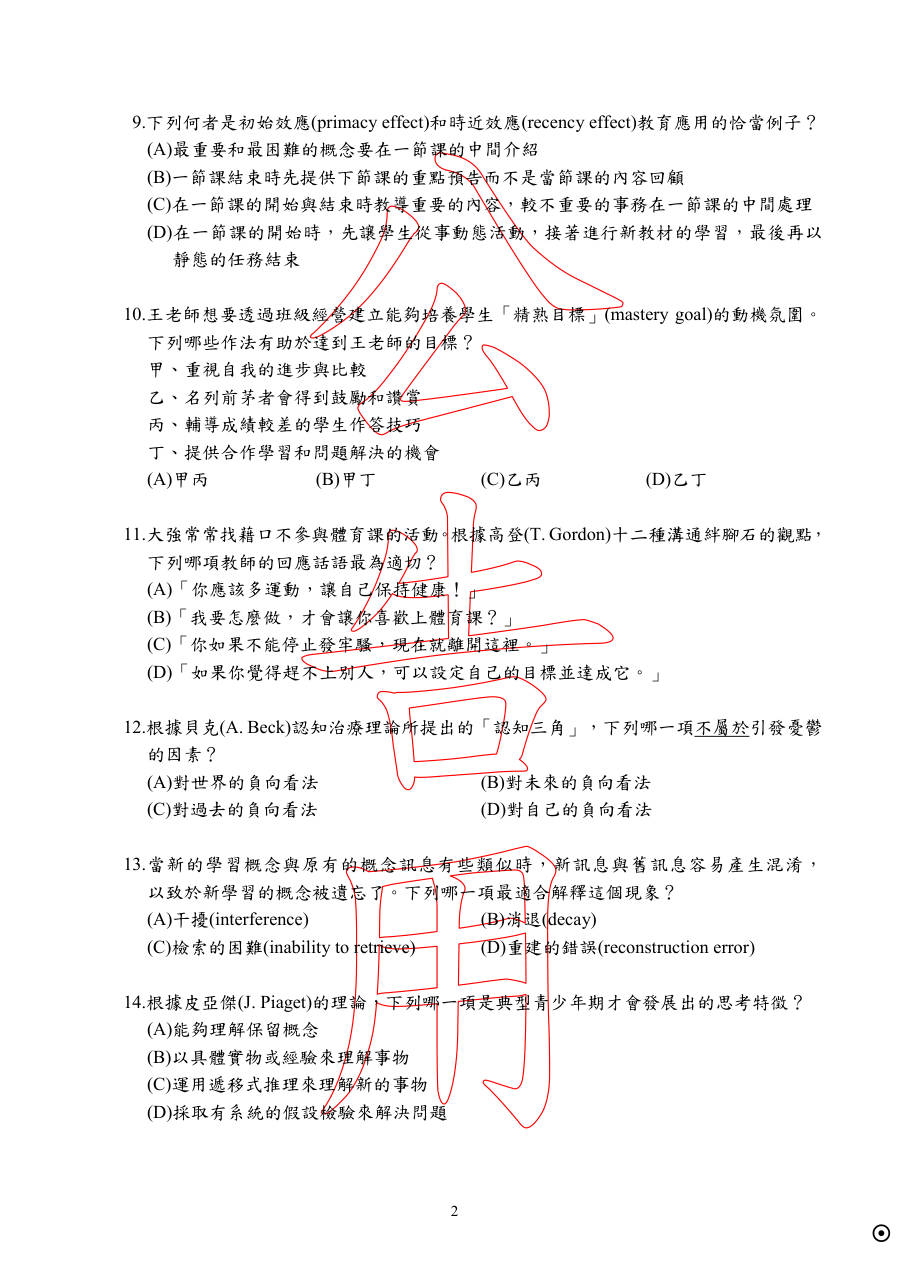 9.下列何者是初始效應(primacy effect)和時近效應(recency effect)教育應用的恰當例子？
(A)最重要和最困難的概念要在一節課的中間介紹
(B)一節課結束時先提供下節課的重點預告而不是當節課的內容回顧
(C)在一節課的開始與結束時教導重要的內容，較不重要的事務在一節課的中間處理
(D)在一節課的開始時，先讓學生從事動態活動，接著進行新教材的學習，最後再以
靜態的任務結束
10.王老師想要透過班級經營建立能夠培養學生「精熟目標」(mastery goal)的動機氛圍。
下列哪些作法有助於達到王老師的目標？
甲、重視自我的進步與比較
乙、名列前茅者會得到鼓勵和讚賞
丙、輔導成績較差的學生作答技巧
丁、提供合作學習和問題解決的機會
(A)甲丙 (B)甲丁 (C)乙丙 (D)乙丁
11.大強常常找藉口不參與體育課的活動。根據高登(T. Gordon)十二種溝通絆腳石的觀點，
下列哪項教師的回應話語最為適切？
(A)「你應該多運動，讓自己保持健康！」
(B)「我要怎麼做，才會讓你喜歡上體育課？」
(C)「你如果不能停止發牢騷，現在就離開這裡。」
(D)「如果你覺得趕不上別人，可以設定自己的目標並達成它。」
12.根據貝克(A. Beck)認知治療理論所提出的「認知三角」，下列哪一項不屬於引發憂鬱
的因素？
(A)對世界的負向看法 (B)對未來的負向看法
(C)對過去的負向看法 (D)對自己的負向看法
13.當新的學習概念與原有的概念訊息有些類似時，新訊息與舊訊息容易產生混淆，
以致於新學習的概念被遺忘了。下列哪一項最適合解釋這個現象？
(A)干擾(interference) (B)消退(decay)
(C)檢索的困難(inability to retrieve) (D)重建的錯誤(reconstruction error)
14.根據皮亞傑(J. Piaget)的理論，下列哪一項是典型青少年期才會發展出的思考特徵？
(A)能夠理解保留概念
(B)以具體實物或經驗來理解事物
(C)運用遞移式推理來理解新的事物
(D)採取有系統的假設檢驗來解決問題
公告用
2